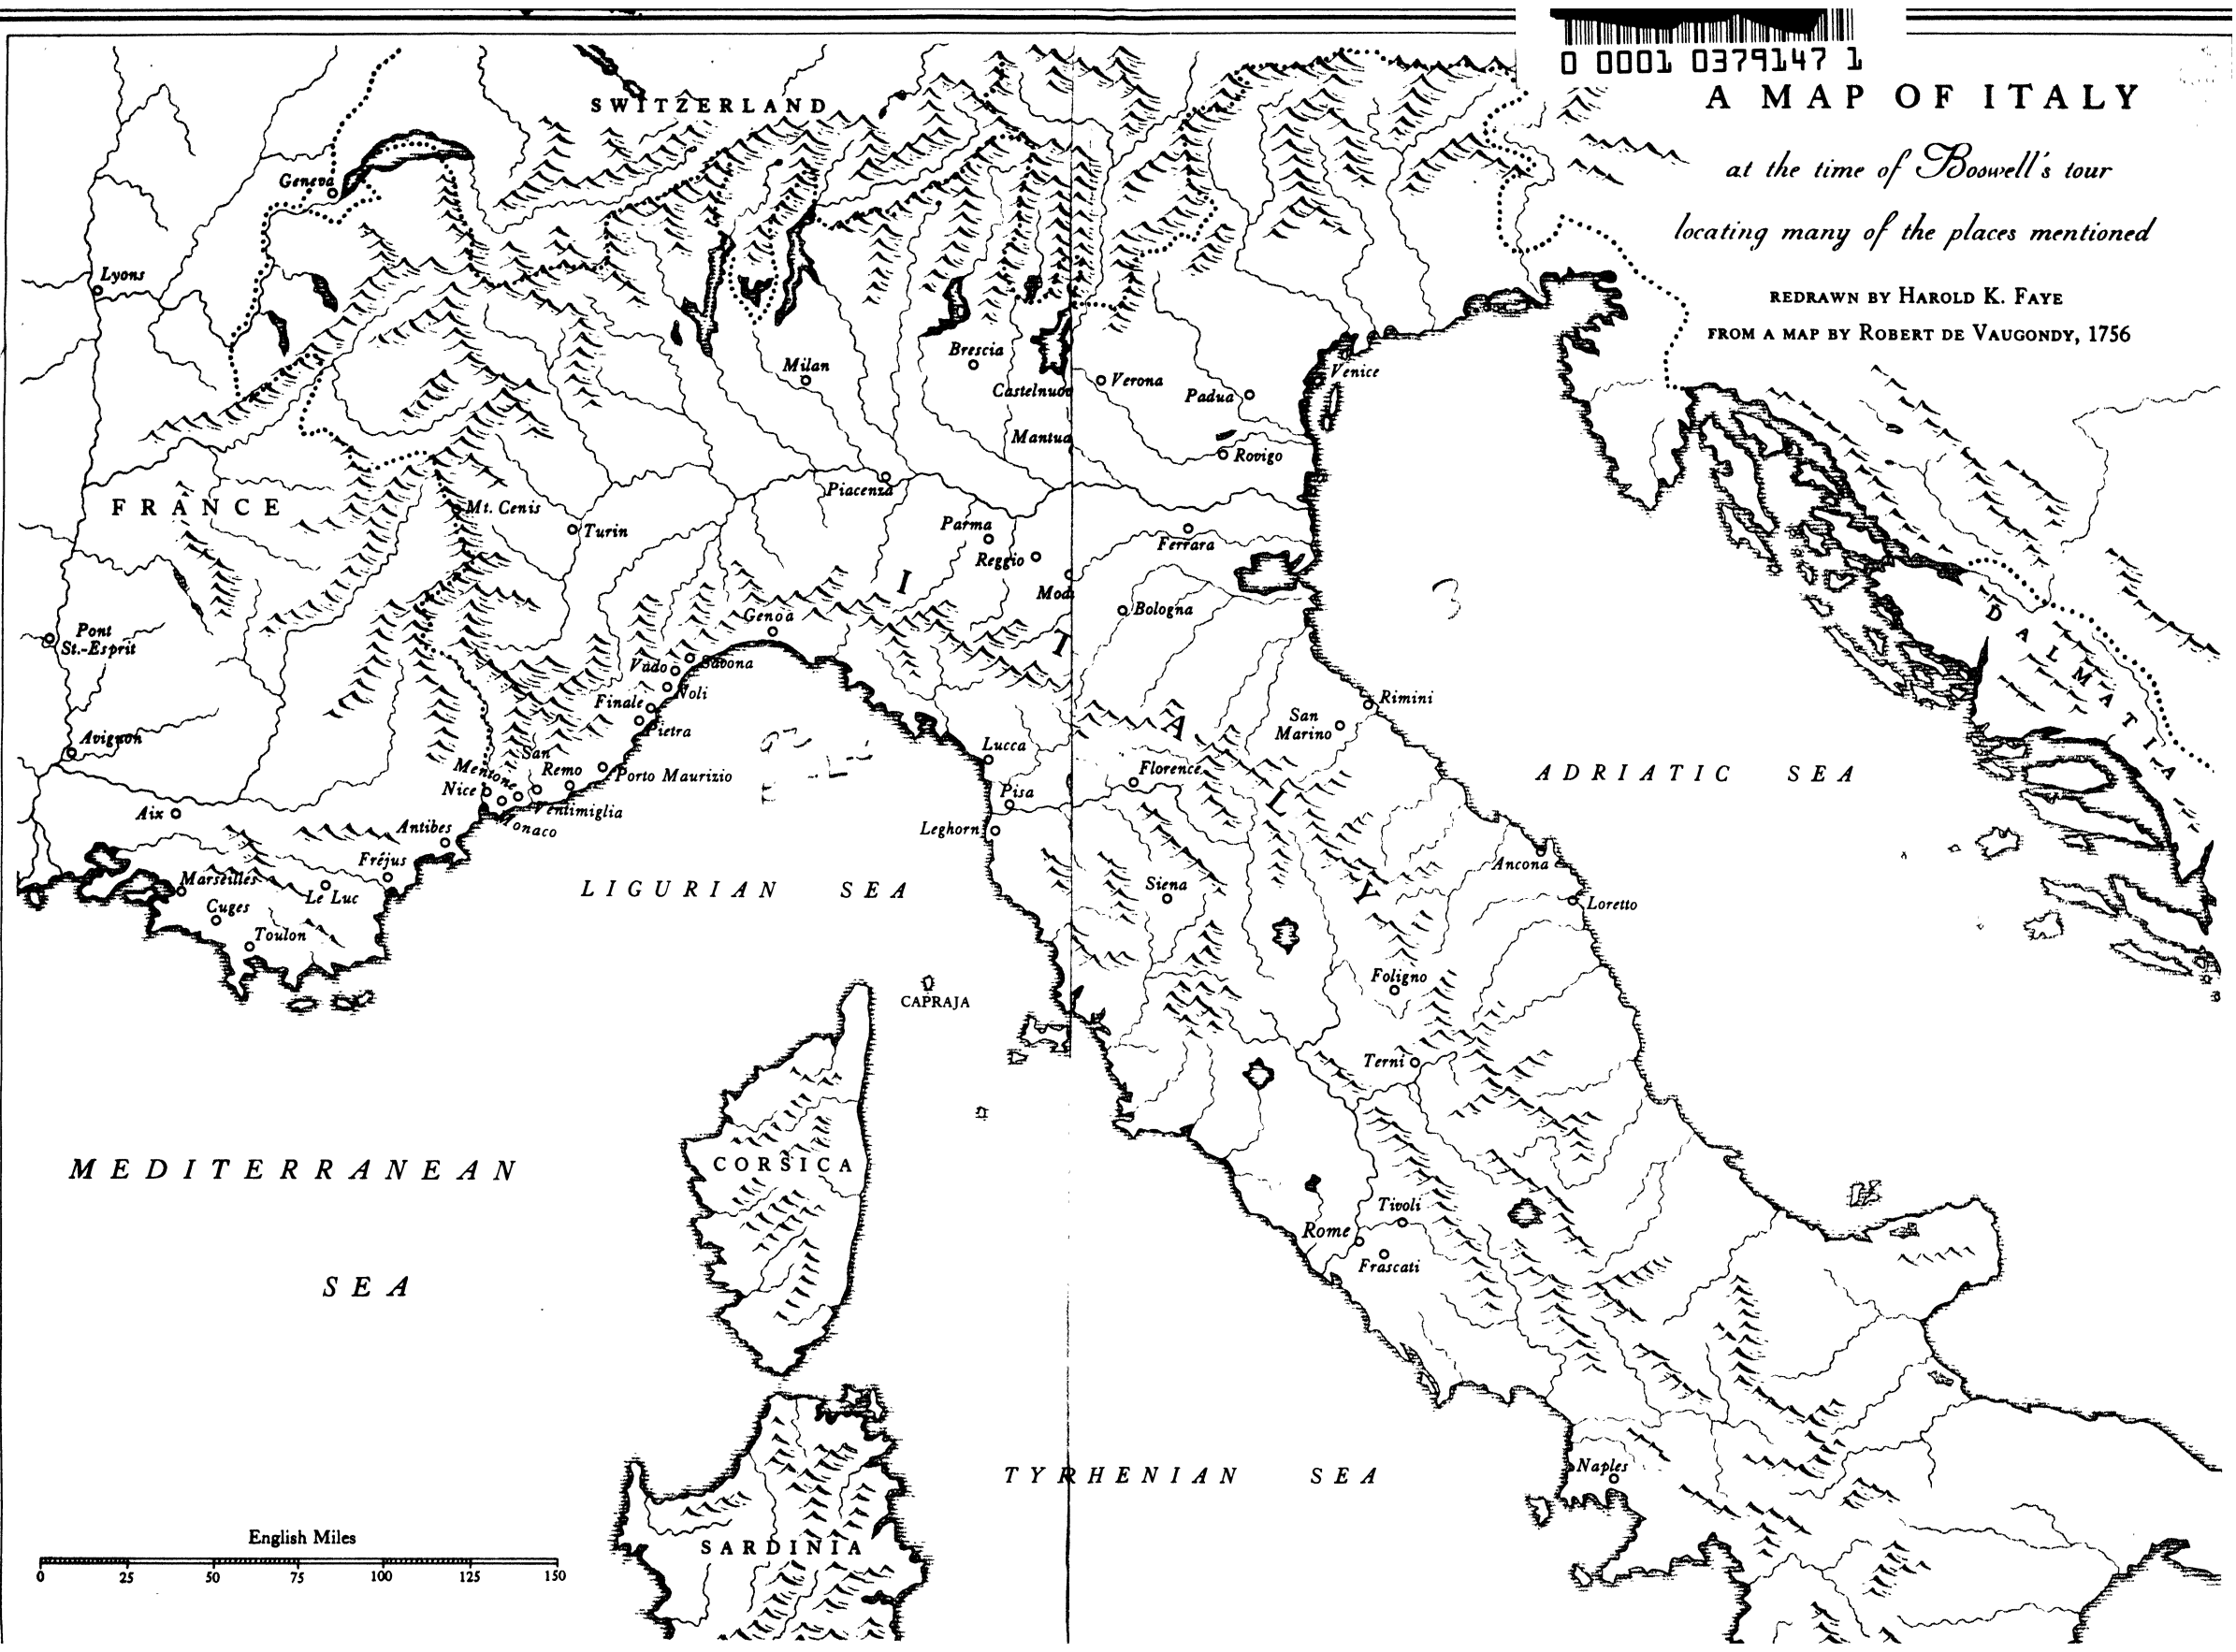 0 0001 0379147 1
A MAP OF ITALY
at the time of Boswell's tour
locating many of the places mentioned
REDRAWN BY HAROLD K. FAYE
FROM A MAP BY ROBERT DE VAUGONDY, 1756
SWITZERLAND
Geneva
Lyons
Milan
Brescia
Castelnuovo
Verona
Padua
Venice
Mantua
Rovigo
FRANCE
Mt. Cenis
Turin
Piacenza
Parma
Reggio
Ferrara
Mod
Bologna
ITALY
Pont
St.-Esprit
Genoa
Vado
Savona
Noli
Finale
Pietra
Avignon
San
Remo
Porto Maurizio
Mentone
Nice
Ventimiglia
Monaco
Aix
Antibes
Fréjus
Marseilles
Le Luc
Cuges
Toulon
Lucca
Florence
Pisa
Leghorn
Siena
San
Marino
Rimini
3
DALMATIA
ADRIATIC SEA
Ancona
Loretto
LIGURIAN SEA
Foligno
CAPRAJA
Terni
MEDITERRANEAN
SEA
CORSICA
Tivoli
Rome
Frascati
TYRHENIAN SEA
Naples
SARDINIA
English Miles
0 25 50 75 100 125 150